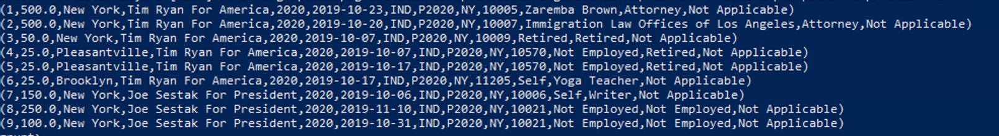 (1,500.0,New York,Tim Ryan For America,2020,2019-10-23,IND,P2020,NY,10005,Zaremba Brown,Attorney,Not Applicable)
(2,500.0,New York,Tim Ryan For America,2020,2019-10-20,IND,P2020,NY,10007,Immigration Law Offices of Los Angeles,Attorney,Not Applicable)
(3,50.0,New York,Tim Ryan For America,2020,2019-10-07,IND,P2020,NY,10009,Retired,Retired,Not Applicable)
(4,25.0,Pleasantville,Tim Ryan For America,2020,2019-10-07,IND,P2020,NY,10570,Not Employed,Retired,Not Applicable)
(5,25.0,Pleasantville,Tim Ryan For America,2020,2019-10-17,IND,P2020,NY,10570,Not Employed,Retired,Not Applicable)
(6,25.0,Brooklyn,Tim Ryan For America,2020,2019-10-17,IND,P2020,NY,11205,Self,Yoga Teacher,Not Applicable)
(7,150.0,New York,Joe Sestak For President,2020,2019-10-06,IND,P2020,NY,10006,Self,Writer,Not Applicable)
(8,250.0,New York,Joe Sestak For President,2020,2019-11-10,IND,P2020,NY,10021,Not Employed,Not Employed,Not Applicable)
(9,100.0,New York,Joe Sestak For President,2020,2019-10-31,IND,P2020,NY,10021,Not Employed,Not Employed,Not Applicable)